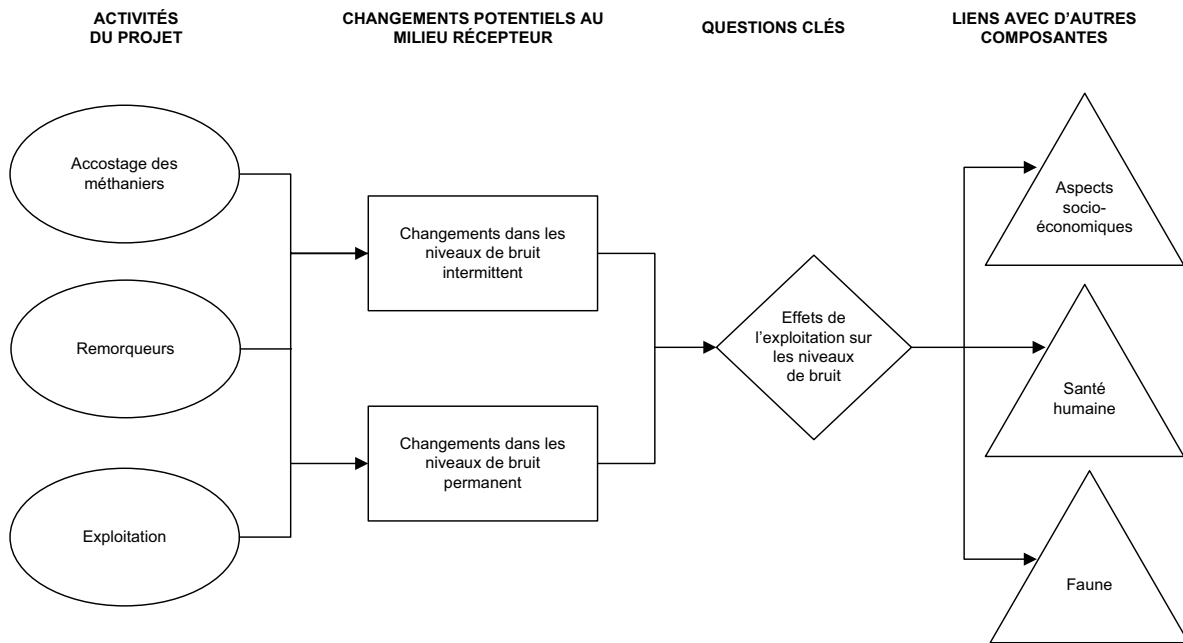 ACTIVITÉS
DU PROJET
CHANGEMENTS POTENTIELS AU
MILIEU RÉCEPTEUR
QUESTIONS CLÉS
LIENS AVEC D'AUTRES
COMPOSANTES
Accostage des
méthaniers
Remorqueurs
Exploitation
Changements dans les
niveaux de bruit
intermittent
Changements dans les
niveaux de bruit
permanent
Effets de
l'exploitation sur
les niveaux
de bruit
Aspects
socio-
économiques
Santé
humaine
Faune